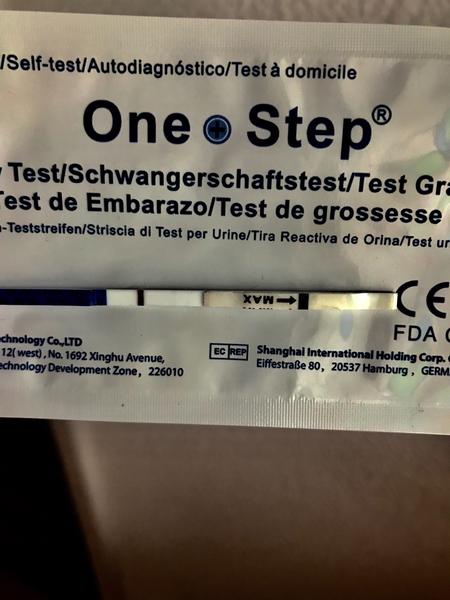 /Self-test/Autodiagnóstico/Test à domicile
One Step®
Test/Schwangerschaftstest/Test Gra
Test de Embarazo/Test de grossesse
-Teststreifen/Striscia di Test per Urine/Tira Reactiva de Orina/Test ur
MAX
CE
FDA
echnology Co.,LTD
12( west) , No. 1692 Xinghu Avenue,
echnology Development Zone , 226010
EC REP
Shanghai International Holding Corp.
Eiffestraße 80 , 20537 Hamburg , GERM